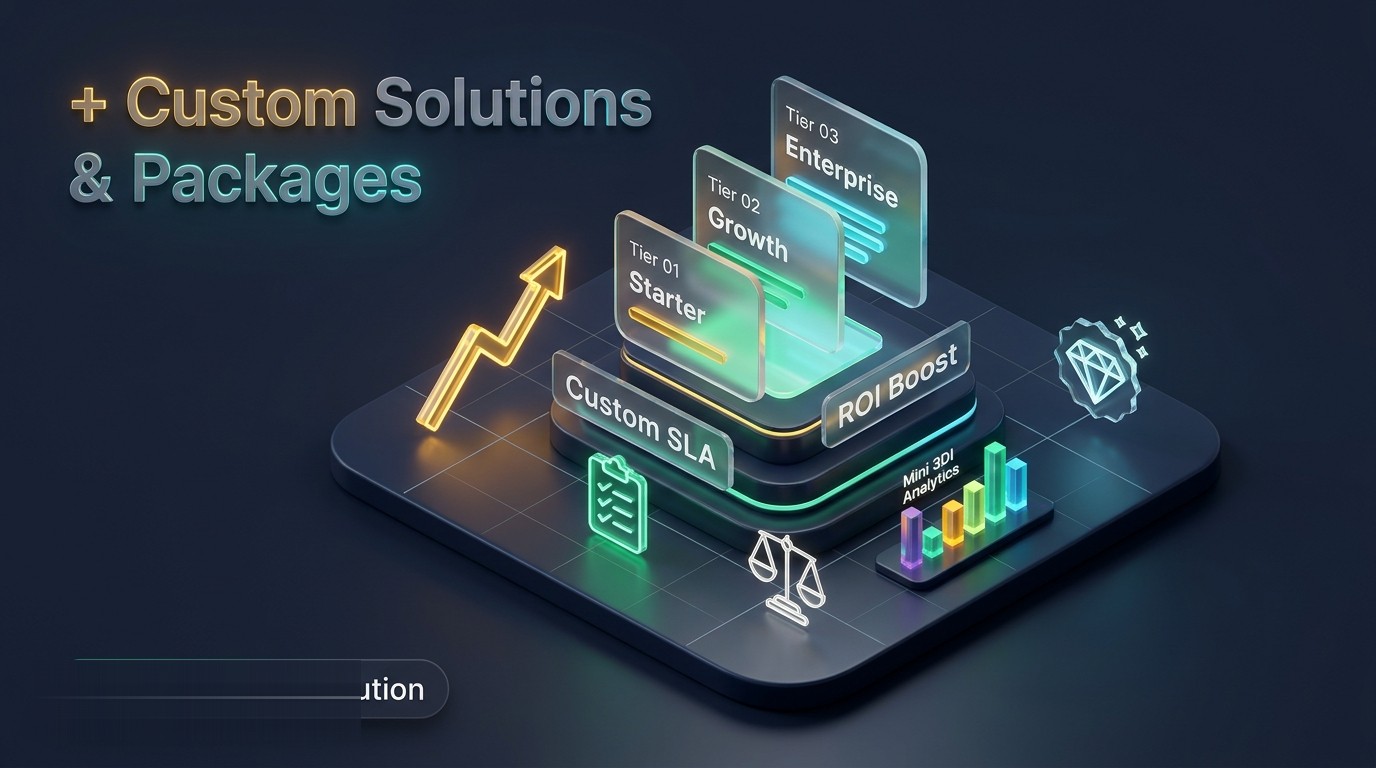 + Custom Solutions
& Packages
Tier 03
Enterprise
Tier 02
Growth
Tier 01
Starter
Custom SLA
ROI Boost
Mini 3DI
Analytics